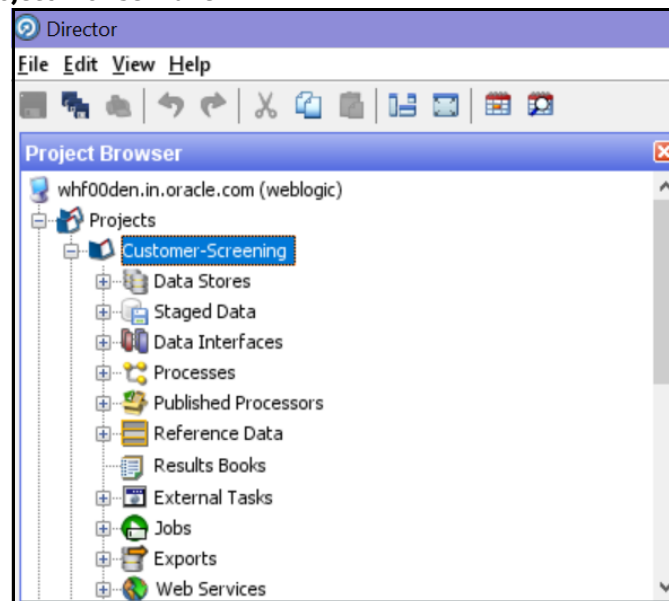 Director
File Edit View Help
Project Browser
whf00den.in.oracle.com (weblogic)
Projects
Customer-Screening
Data Stores
Staged Data
Data Interfaces
Processes
Published Processors
Reference Data
Results Books
External Tasks
Jobs
Exports
Web Services